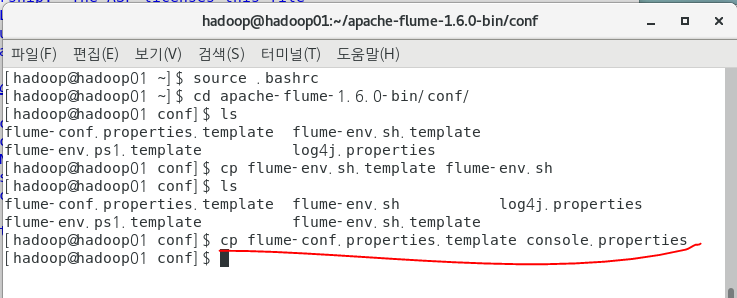 hadoop@hadoop01:~/apache-flume-1.6.0-bin/conf
파일(F) 편집(E) 보기(V) 검색(S) 터미널(T) 도움말(H)
[hadoop@hadoop01 ~]$ source .bashrc
[hadoop@hadoop01 ~]$ cd apache-flume-1.6.0-bin/conf/
[hadoop@hadoop01 conf]$ ls
flume-conf.properties.template flume-env.sh.template
flume-env.ps1.template log4j.properties
[hadoop@hadoop01 conf]$ cp flume-env.sh.template flume-env.sh
[hadoop@hadoop01 conf]$ ls
flume-conf.properties.template flume-env.sh log4j.properties
flume-env.ps1.template flume-env.sh.template
[hadoop@hadoop01 conf]$ cp flume-conf.properties.template console.properties
[hadoop@hadoop01 conf]$